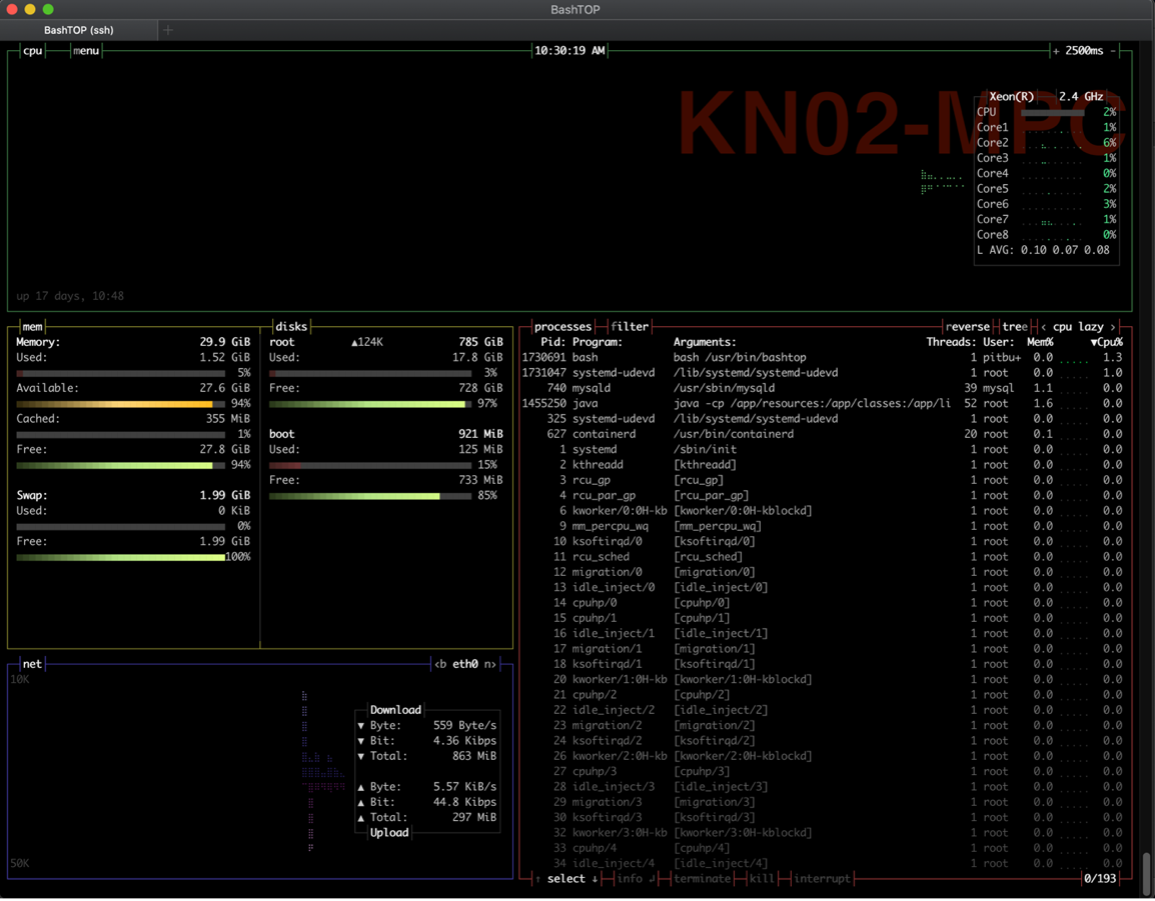 BashTOP
BashTOP (ssh)
cpu menu 10:30:19 AM + 2500ms -
KN02-MPC
Xeon(R) 2.4 GHz
CPU 2%
Core1 1%
Core2 6%
Core3 1%
Core4 0%
Core5 2%
Core6 3%
Core7 1%
Core8 0%
L AVG: 0.10 0.07 0.08
up 17 days, 10:48
mem
Memory: 29.9 GiB
Used: 1.52 GiB
5%
Available: 27.6 GiB
94%
Cached: 355 MiB
1%
Free: 27.8 GiB
94%
Swap: 1.99 GiB
Used: 0 KiB
0%
Free: 1.99 GiB
100%
disks
root ▲124K 785 GiB
Used: 17.8 GiB
3%
Free: 728 GiB
97%
boot 921 MiB
Used: 125 MiB
15%
Free: 733 MiB
85%
net <b eth0 n>
10K
Download
▼ Byte: 559 Byte/s
▼ Bit: 4.36 Kibps
▼ Total: 863 MiB
▲ Byte: 5.57 KiB/s
▲ Bit: 44.8 Kibps
▲ Total: 297 MiB
Upload
50K
processes filter reverse tree ‹ cpu lazy ›
Pid: Program: Arguments: Threads: User: Mem% ▼Cpu%
1730691 bash bash /usr/bin/bashtop 1 pitbu+ 0.0 1.3
1731047 systemd-udevd /lib/systemd/systemd-udevd 1 root 0.0 1.0
740 mysqld /usr/sbin/mysqld 39 mysql 1.1 0.0
1455250 java java -cp /app/resources:/app/classes:/app/li 52 root 1.6 0.0
325 systemd-udevd /lib/systemd/systemd-udevd 1 root 0.0 0.0
627 containerd /usr/bin/containerd 20 root 0.1 0.0
1 systemd /sbin/init 1 root 0.0 0.0
2 kthreadd [kthreadd] 1 root 0.0 0.0
3 rcu_gp [rcu_gp] 1 root 0.0 0.0
4 rcu_par_gp [rcu_par_gp] 1 root 0.0 0.0
6 kworker/0:0H-kb [kworker/0:0H-kblockd] 1 root 0.0 0.0
9 mm_percpu_wq [mm_percpu_wq] 1 root 0.0 0.0
10 ksoftirqd/0 [ksoftirqd/0] 1 root 0.0 0.0
11 rcu_sched [rcu_sched] 1 root 0.0 0.0
12 migration/0 [migration/0] 1 root 0.0 0.0
13 idle_inject/0 [idle_inject/0] 1 root 0.0 0.0
14 cpuhp/0 [cpuhp/0] 1 root 0.0 0.0
15 cpuhp/1 [cpuhp/1] 1 root 0.0 0.0
16 idle_inject/1 [idle_inject/1] 1 root 0.0 0.0
17 migration/1 [migration/1] 1 root 0.0 0.0
18 ksoftirqd/1 [ksoftirqd/1] 1 root 0.0 0.0
20 kworker/1:0H-kb [kworker/1:0H-kblockd] 1 root 0.0 0.0
21 cpuhp/2 [cpuhp/2] 1 root 0.0 0.0
22 idle_inject/2 [idle_inject/2] 1 root 0.0 0.0
23 migration/2 [migration/2] 1 root 0.0 0.0
24 ksoftirqd/2 [ksoftirqd/2] 1 root 0.0 0.0
26 kworker/2:0H-kb [kworker/2:0H-kblockd] 1 root 0.0 0.0
27 cpuhp/3 [cpuhp/3] 1 root 0.0 0.0
28 idle_inject/3 [idle_inject/3] 1 root 0.0 0.0
29 migration/3 [migration/3] 1 root 0.0 0.0
30 ksoftirqd/3 [ksoftirqd/3] 1 root 0.0 0.0
32 kworker/3:0H-kb [kworker/3:0H-kblockd] 1 root 0.0 0.0
33 cpuhp/4 [cpuhp/4] 1 root 0.0 0.0
34 idle_inject/4 [idle_inject/4] 1 root 0.0 0.0
↑ select ↓ info ↲ terminate kill interrupt 0/193